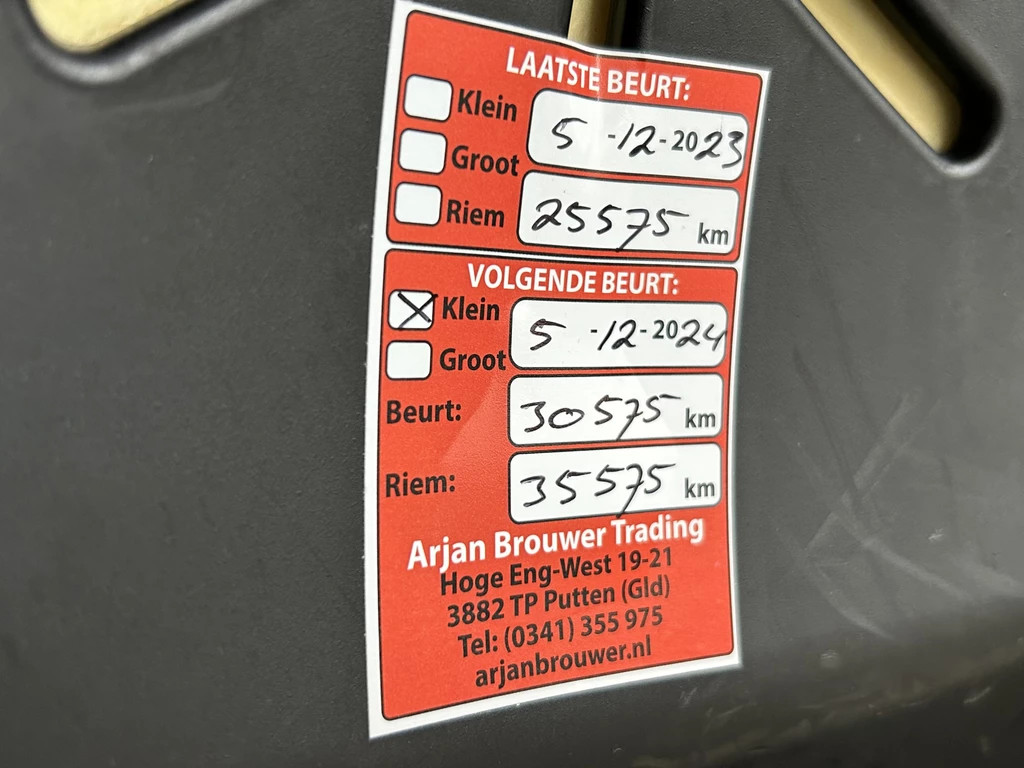 LAATSTE BEURT:
Klein
5 -12-2023
Groot
Riem
25575 km
VOLGENDE BEURT:
Klein
5 -12-2024
Groot
Beurt: 30575 km
Riem: 35575 km
Arjan Brouwer Trading
Hoge Eng-West 19-21
3882 TP Putten (Gld)
Tel: (0341) 355 975
arjanbrouwer.nl